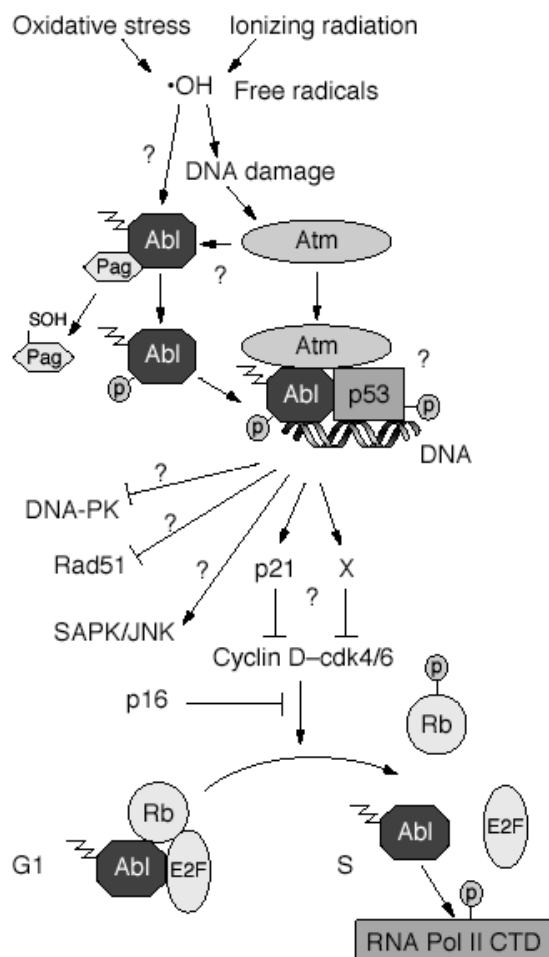 Oxidative stress Ionizing radiation
•OH Free radicals
?
DNA damage
Abl Atm
Pag ?
SOH
Pag
Abl
p
Atm
?
Abl p53
p p
DNA
?
DNA-PK
?
Rad51 p21 X
? ?
SAPK/JNK
Cyclin D–cdk4/6
p
p16
Rb
Rb
Abl E2F
G1 Abl E2F
S
p
RNA Pol II CTD